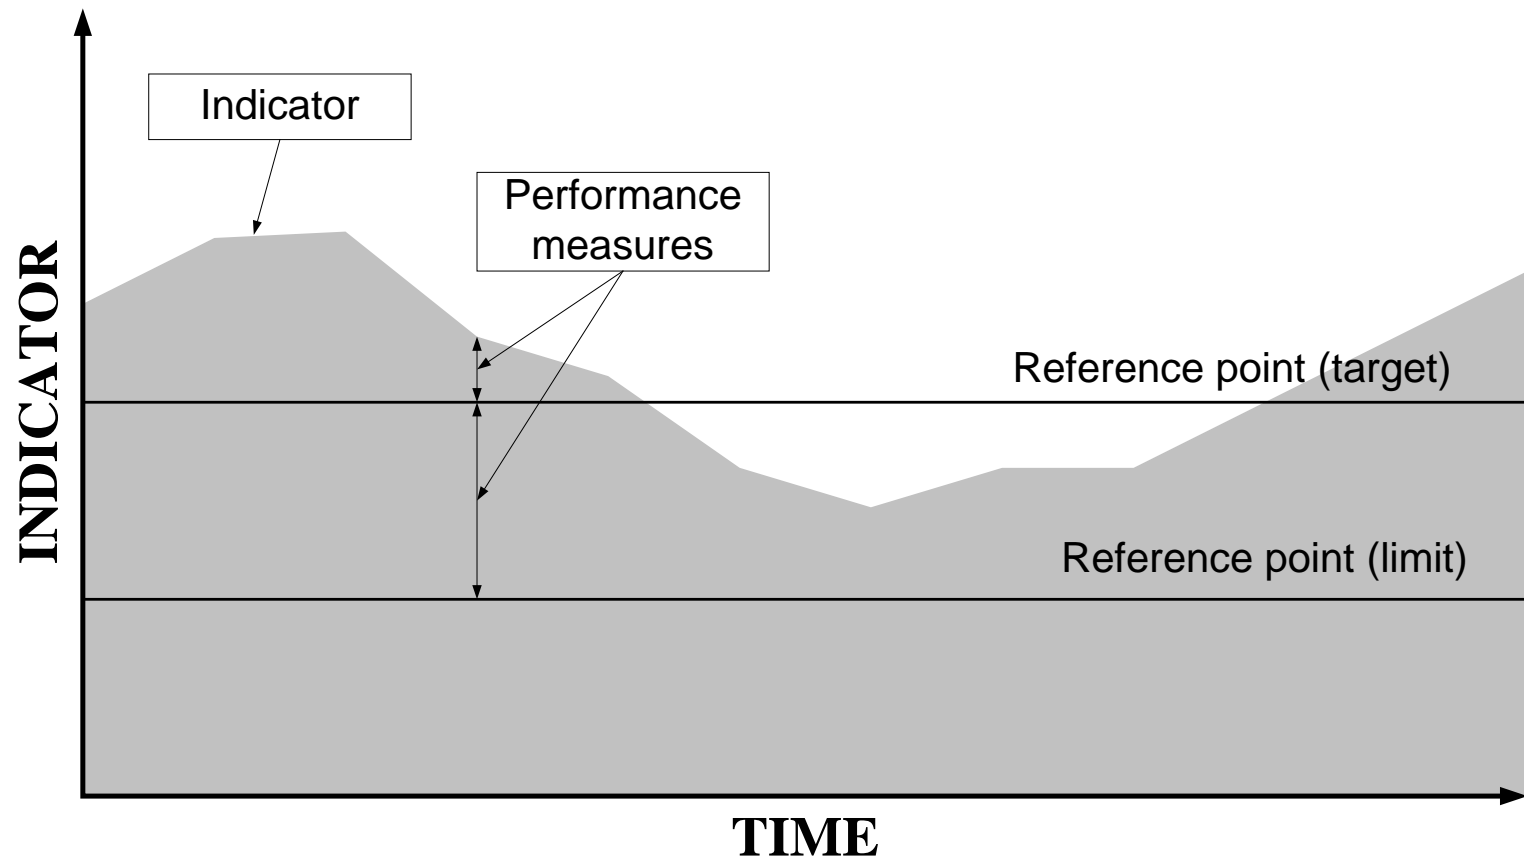 Indicator
Performance
measures
INDICATOR
Reference point (target)
Reference point (limit)
TIME